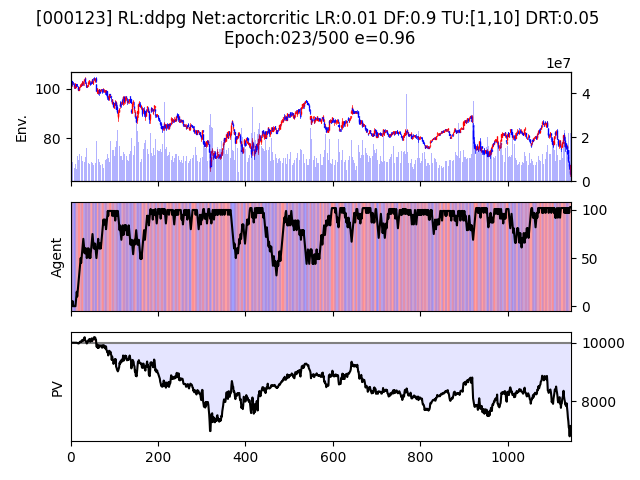 [000123] RL:ddpg Net:actorcritic LR:0.01 DF:0.9 TU:[1,10] DRT:0.05
Epoch:023/500 e=0.96
1e7
Env.
100
80
4
2
0
Agent
100
50
0
PV
10000
8000
0 200 400 600 800 1000